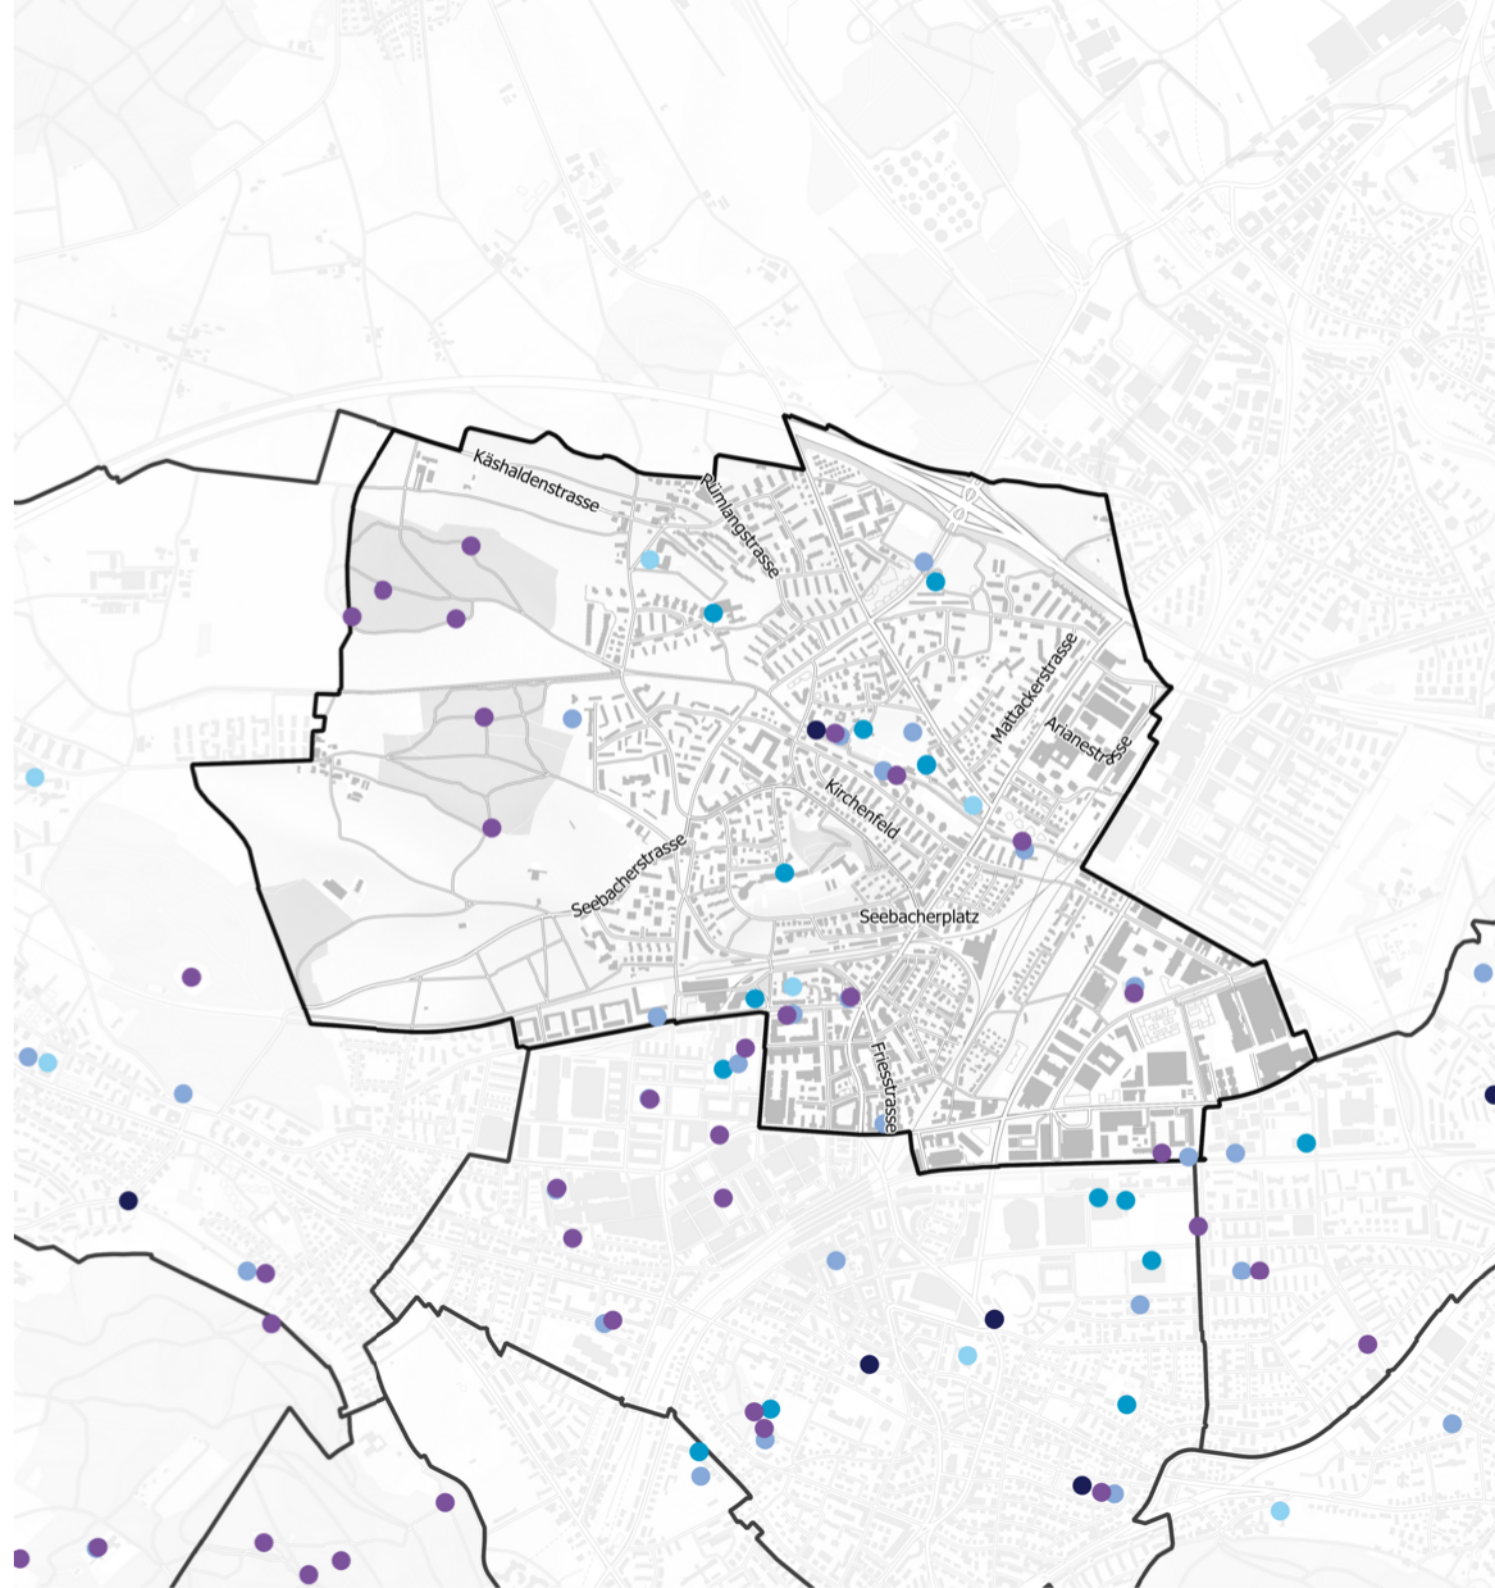 Käshaldenstrasse
Rümlangstrasse
Mattackerstrasse
Arianestrasse
Kirchenfeld
Seebacherstrasse
Seebacherplatz
Friesstrasse